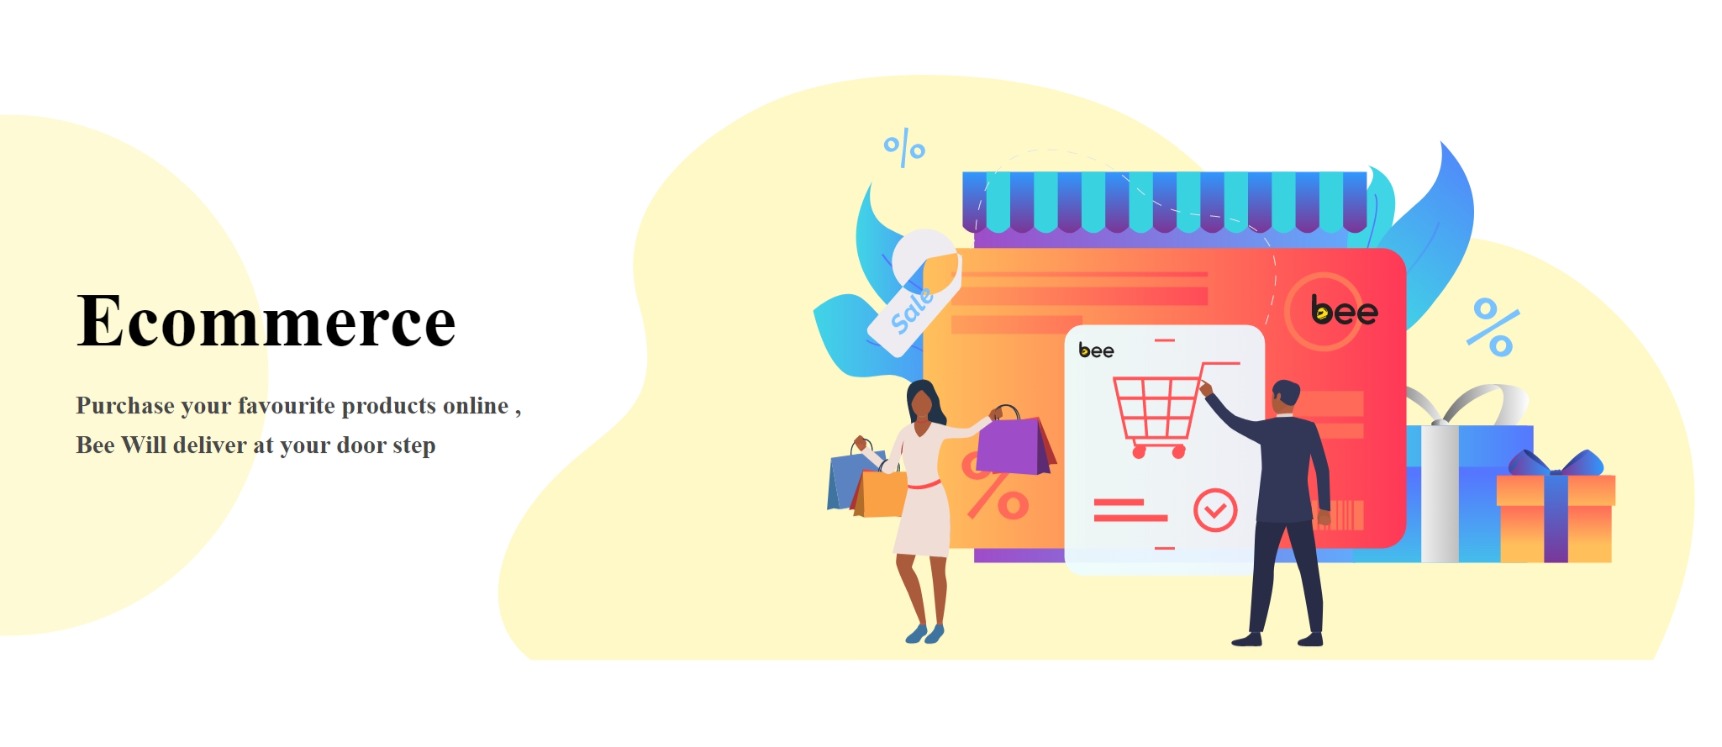 Ecommerce
Purchase your favourite products online ,
Bee Will deliver at your door step
Sale
bee
bee